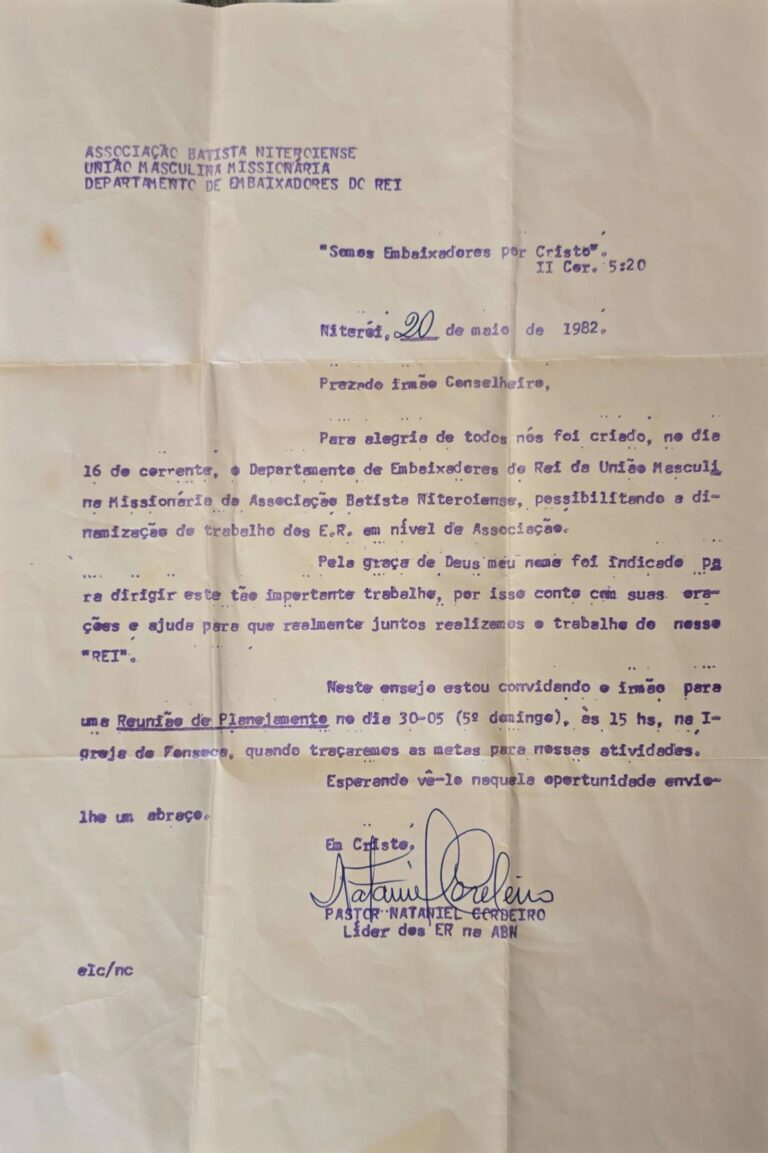 ASSOCIAÇÃO BATISTA NITEROIENSE
UNIÃO MASCULINA MISSIONÁRIA
DEPARTAMENTO DE EMBAIXADORES DO REI
"Somos Embaixadores por Cristo".
II Cor. 5:20
Niterói, 20 de maio de 1982.
Prezado irmão Conselheiro,
Para alegria de todos nós foi criado, no dia
16 do corrente, o Departamento de Embaixadores do Rei da União Masculi
na Missionária da Associação Batista Niteroiense, possibilitando a di-
namização do trabalho dos E.R. em nível de Associação.
Pela graça de Deus meu nome foi indicado pa
ra dirigir este tão importante trabalho, por isso conto com suas ora-
ções e ajuda para que realmente juntos realizemos o trabalho do nosso
"REI".
Neste ensejo estou convidando o irmão para
uma Reunião de Planejamento no dia 30-05 (5º domingo), às 15 hs, na I-
greja do Fonseca, quando traçaremos as metas para nossas atividades.
Esperando vê-lo naquela oportunidade envio-
lhe um abraço.
Em Cristo.
Nataniel Cordeiro
PASTOR NATANIEL CORDEIRO
Líder dos ER na ABN
elc/nc